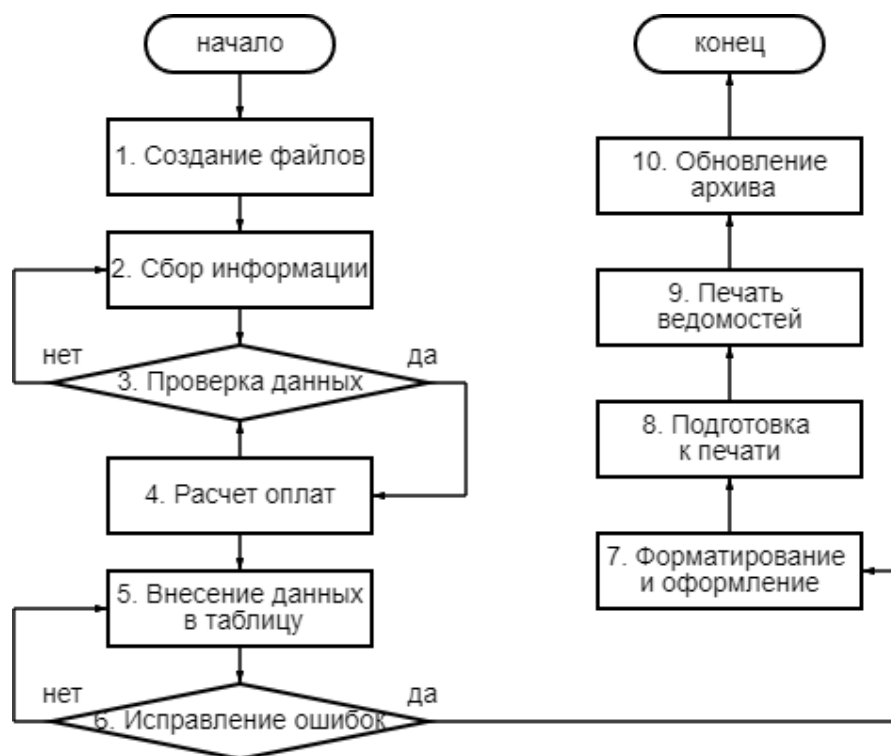 начало
1. Создание файлов
2. Сбор информации
нет
да
3. Проверка данных
4. Расчет оплат
5. Внесение данных
в таблицу
нет
да
6. Исправление ошибок
конец
10. Обновление
архива
9. Печать
ведомостей
8. Подготовка
к печати
7. Форматирование
и оформление